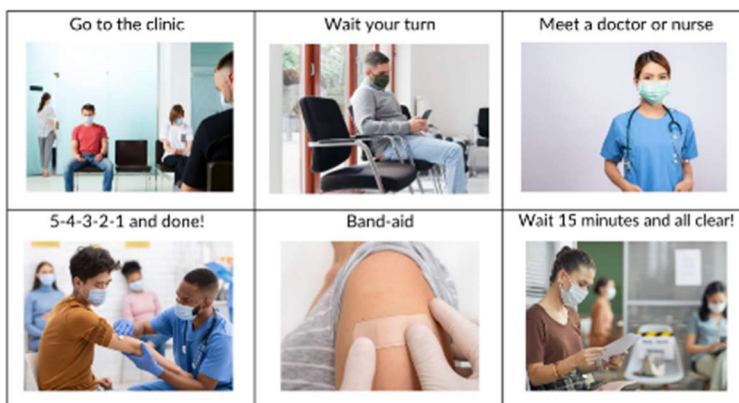 Go to the clinic
Wait your turn
Meet a doctor or nurse
5-4-3-2-1 and done!
Band-aid
Wait 15 minutes and all clear!